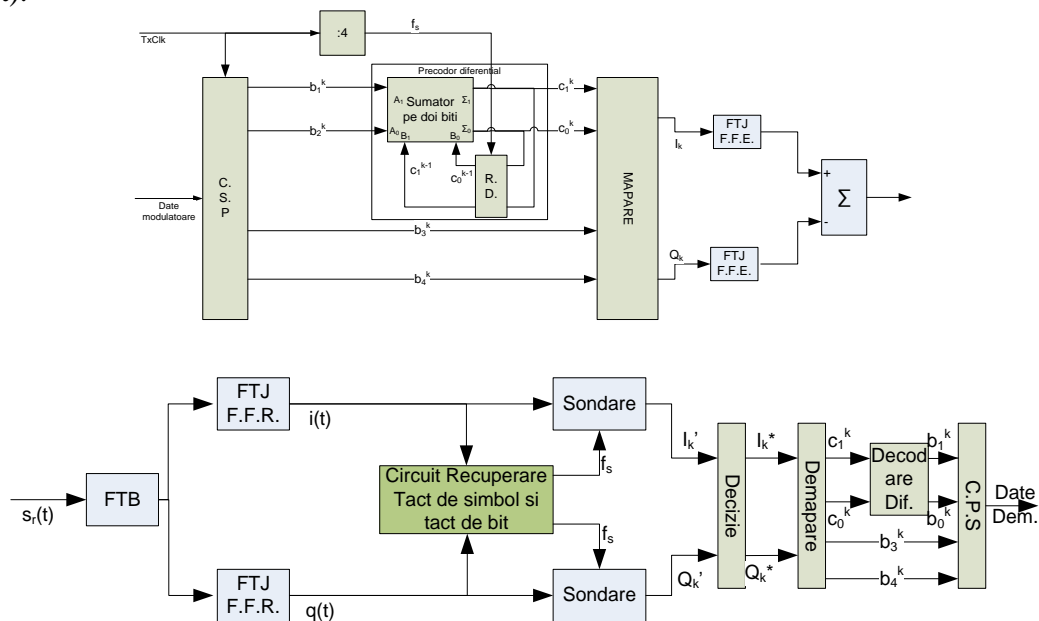 f_s
TxClk
:4
Precodor diferential
b_1^k
A_1
Sumator
pe doi biti
Σ_1
c_1^k
b_2^k
A_0
B_1
B_0
Σ_0
c_0^k
c_1^{k-1}
c_0^{k-1}
R.
D.
C.
S.
P
MAPARE
I_k
FTJ
F.F.E.
+
Σ
-
Date
modulatoare
b_3^k
b_4^k
Q_k
FTJ
F.F.E.
FTJ
F.F.R.
i(t)
Sondare
I_k'
I_k*
c_1^k
b_1^k
f_s
Circuit Recuperare
Tact de simbol si
tact de bit
f_s
s_r(t)
FTB
Decizie
Demapare
Decod
are
Dif.
C.P.S
Date
Dem.
c_0^k
b_0^k
b_3^k
b_4^k
FTJ
F.F.R.
q(t)
Sondare
Q_k'
Q_k*